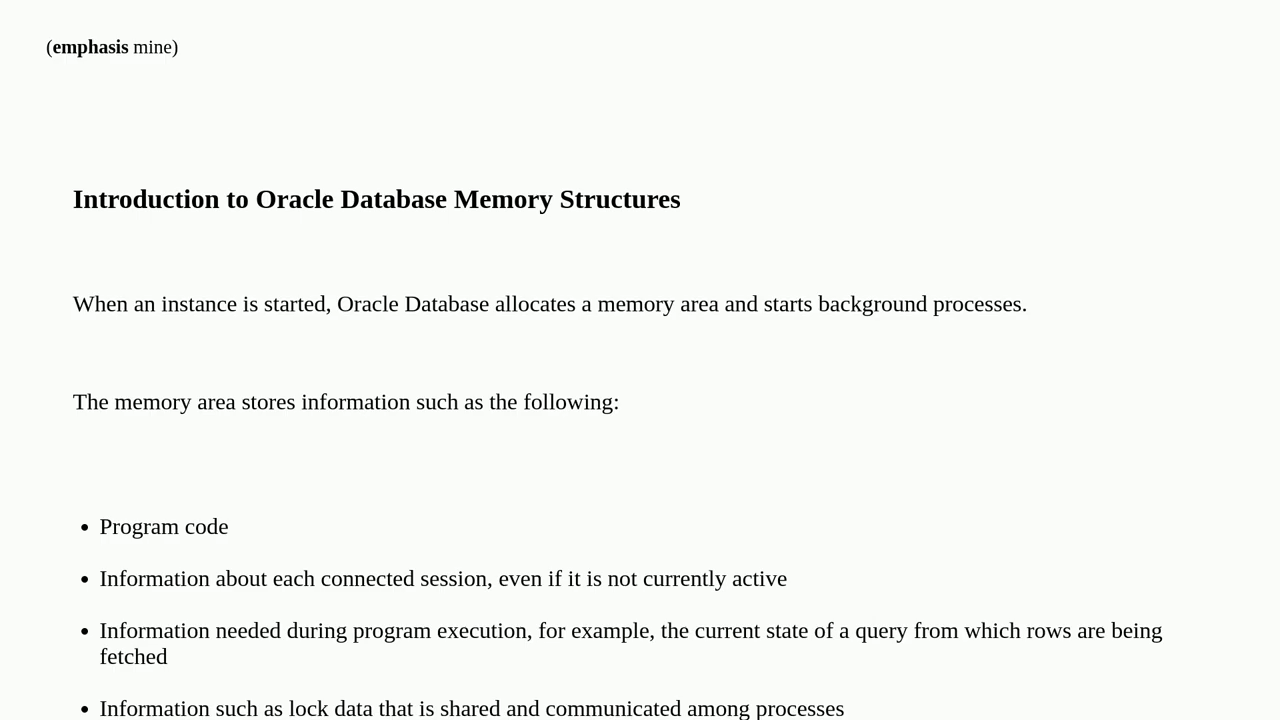 (emphasis mine)
Introduction to Oracle Database Memory Structures
When an instance is started, Oracle Database allocates a memory area and starts background processes.
The memory area stores information such as the following:
• Program code
• Information about each connected session, even if it is not currently active
• Information needed during program execution, for example, the current state of a query from which rows are being
fetched
• Information such as lock data that is shared and communicated among processes